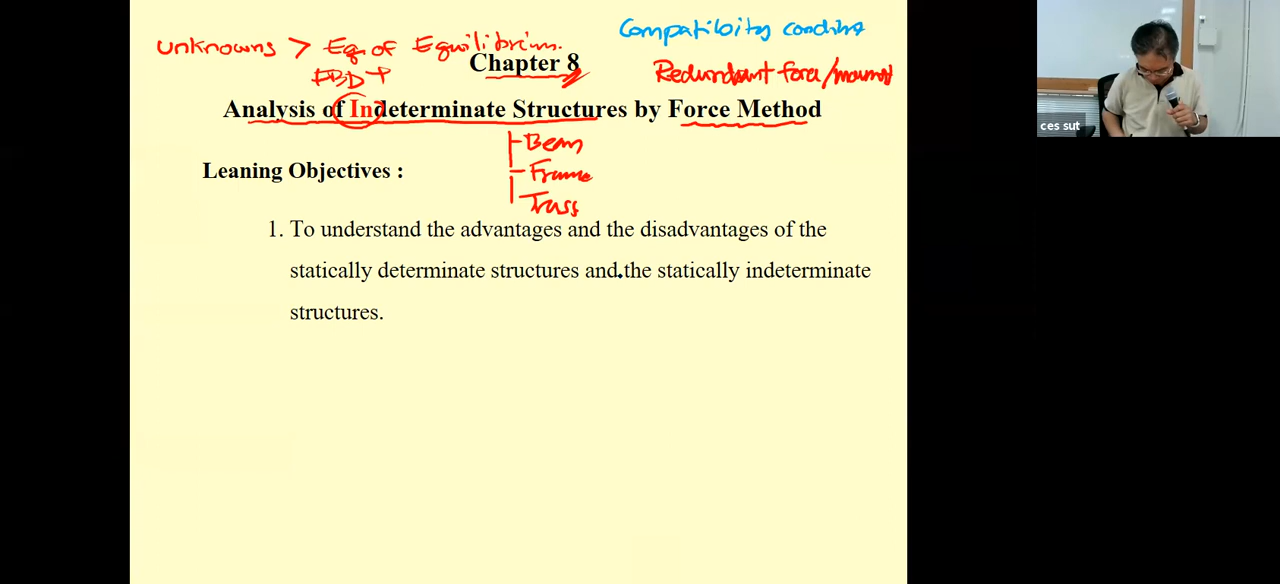 Compatibility condition
unknowns > Eq. of Equilibrium.
Chapter 8
FBD +
Redundant force/moment
Analysis of Indeterminate Structures by Force Method
Beam
Leaning Objectives :
Frame
Truss
1. To understand the advantages and the disadvantages of the
statically determinate structures and the statically indeterminate
structures.
ces sut